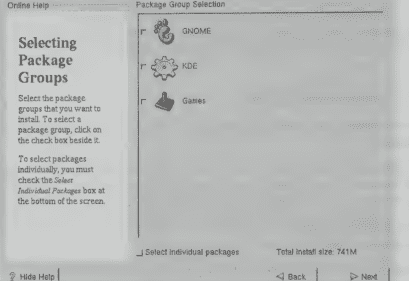 Online Help
Package Group Selection
Selecting
Package
Groups
Select the package
groups that you want to
install. To select a
package group, click on
the check box beside it.
To select packages
individually, you must
check the Select
Individual Packages box at
the bottom of the screen.
GNOME
KDE
Games
Select individual packages
Total install size: 741M
Hide Help
Back
Next